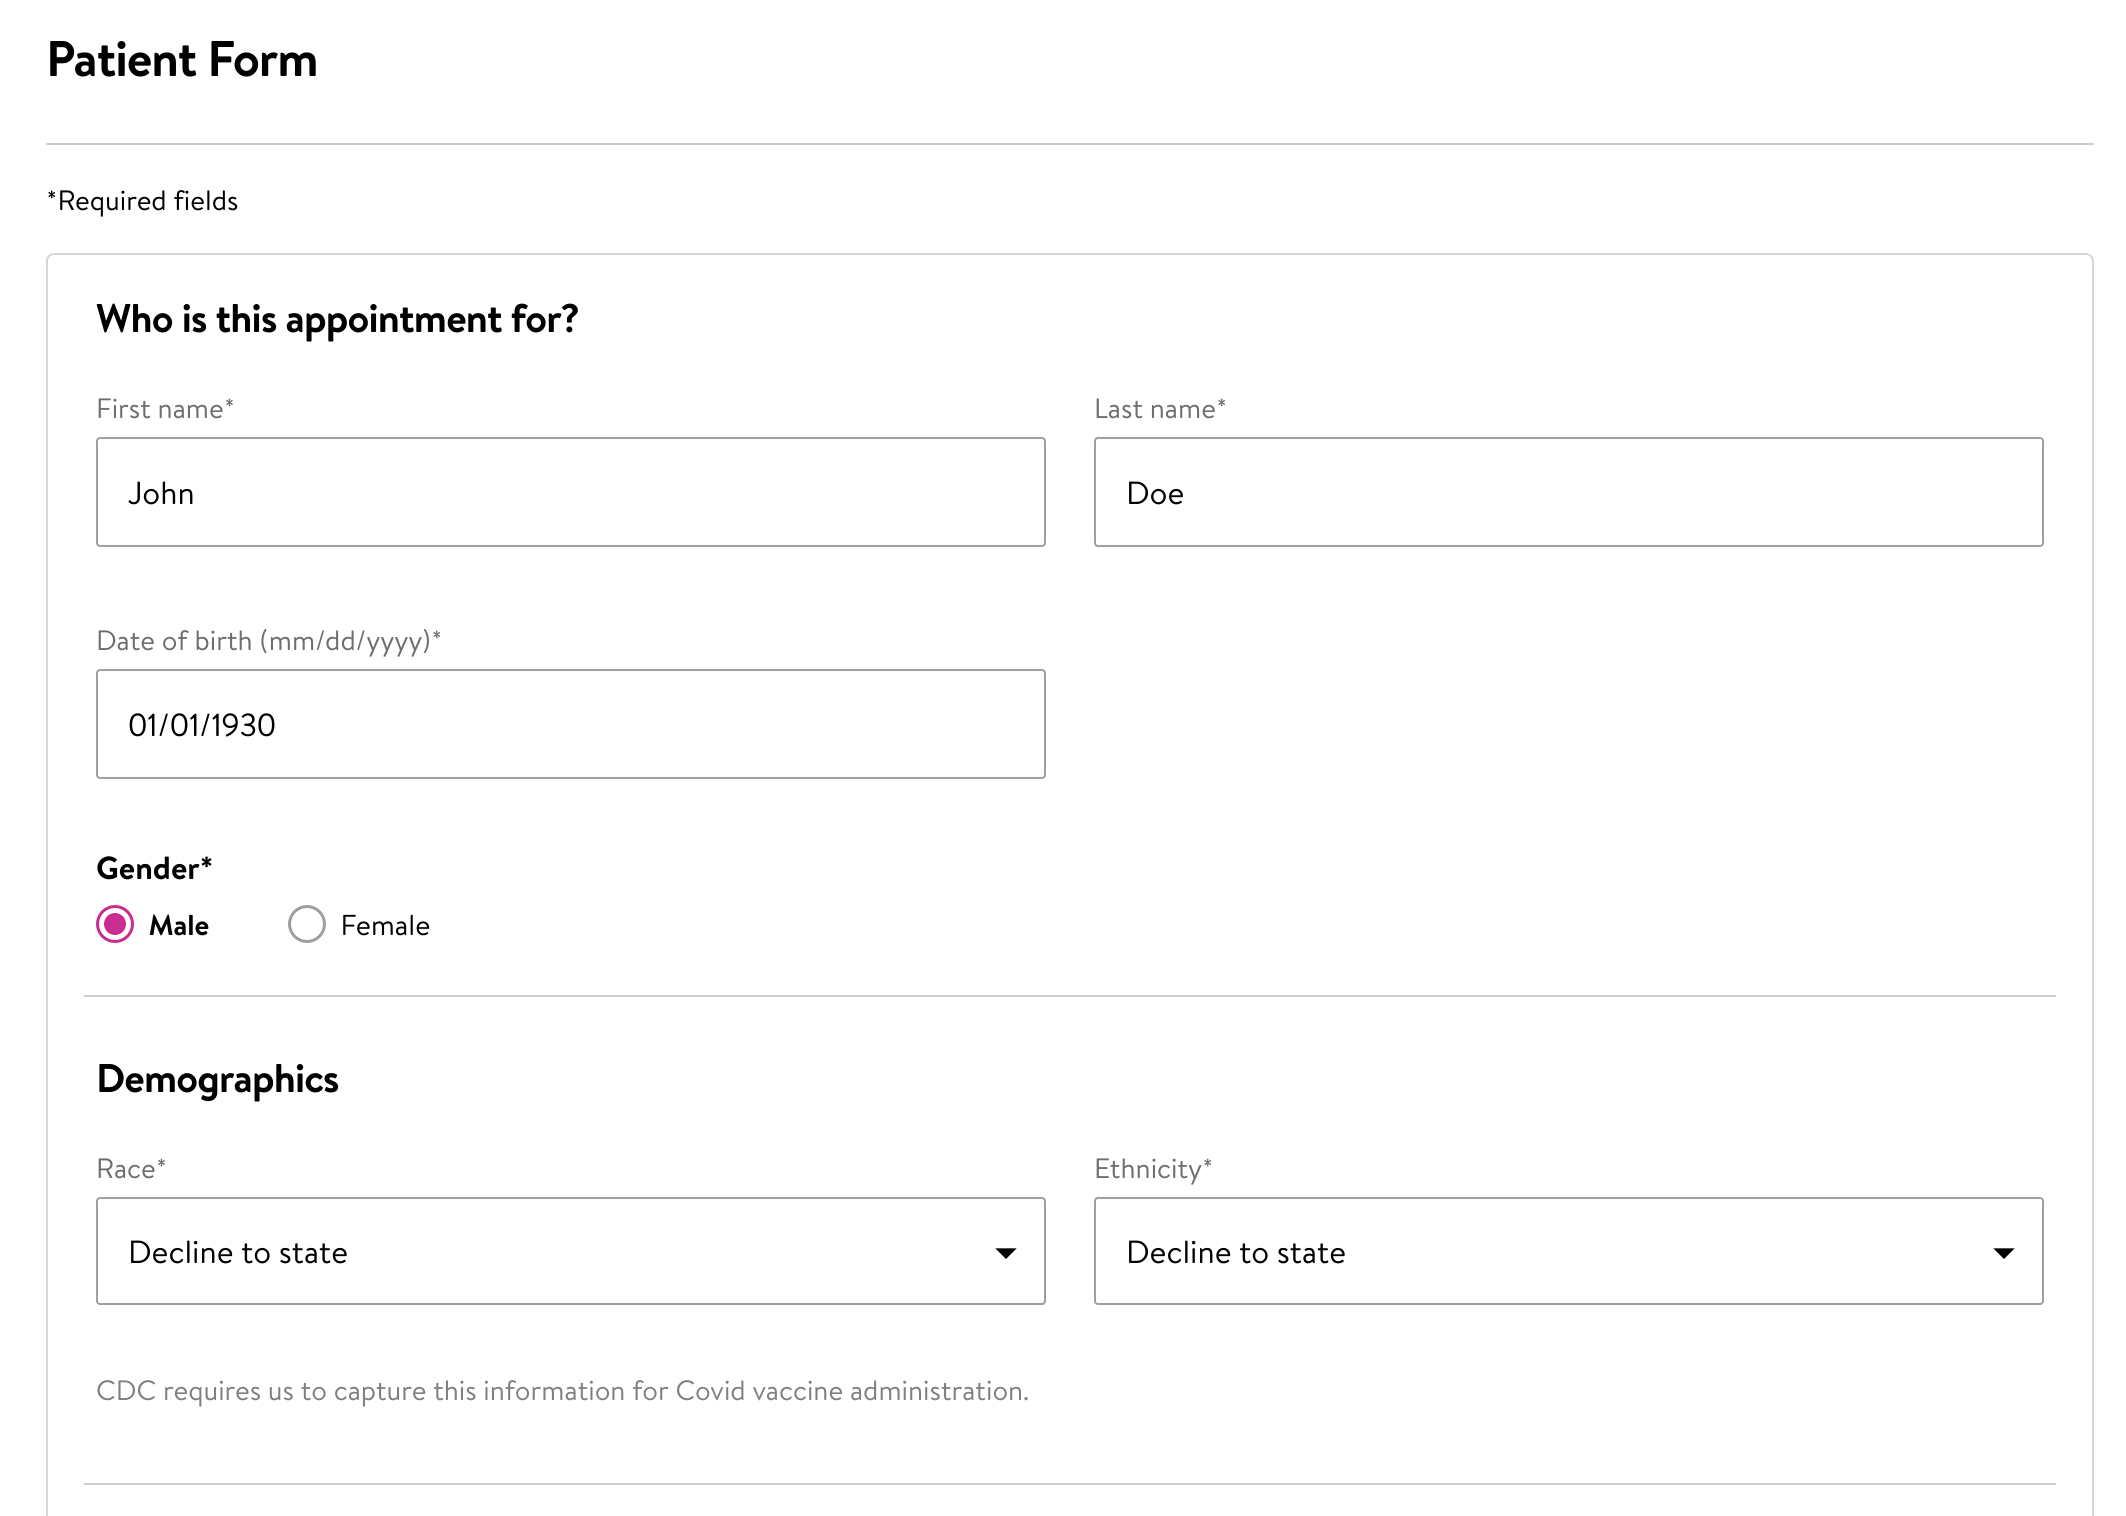 Patient Form
*Required fields
Who is this appointment for?
First name*
Last name*
John
Doe
Date of birth (mm/dd/yyyy)*
01/01/1930
Gender*
Male
Female
Demographics
Race*
Ethnicity*
Decline to state
Decline to state
CDC requires us to capture this information for Covid vaccine administration.